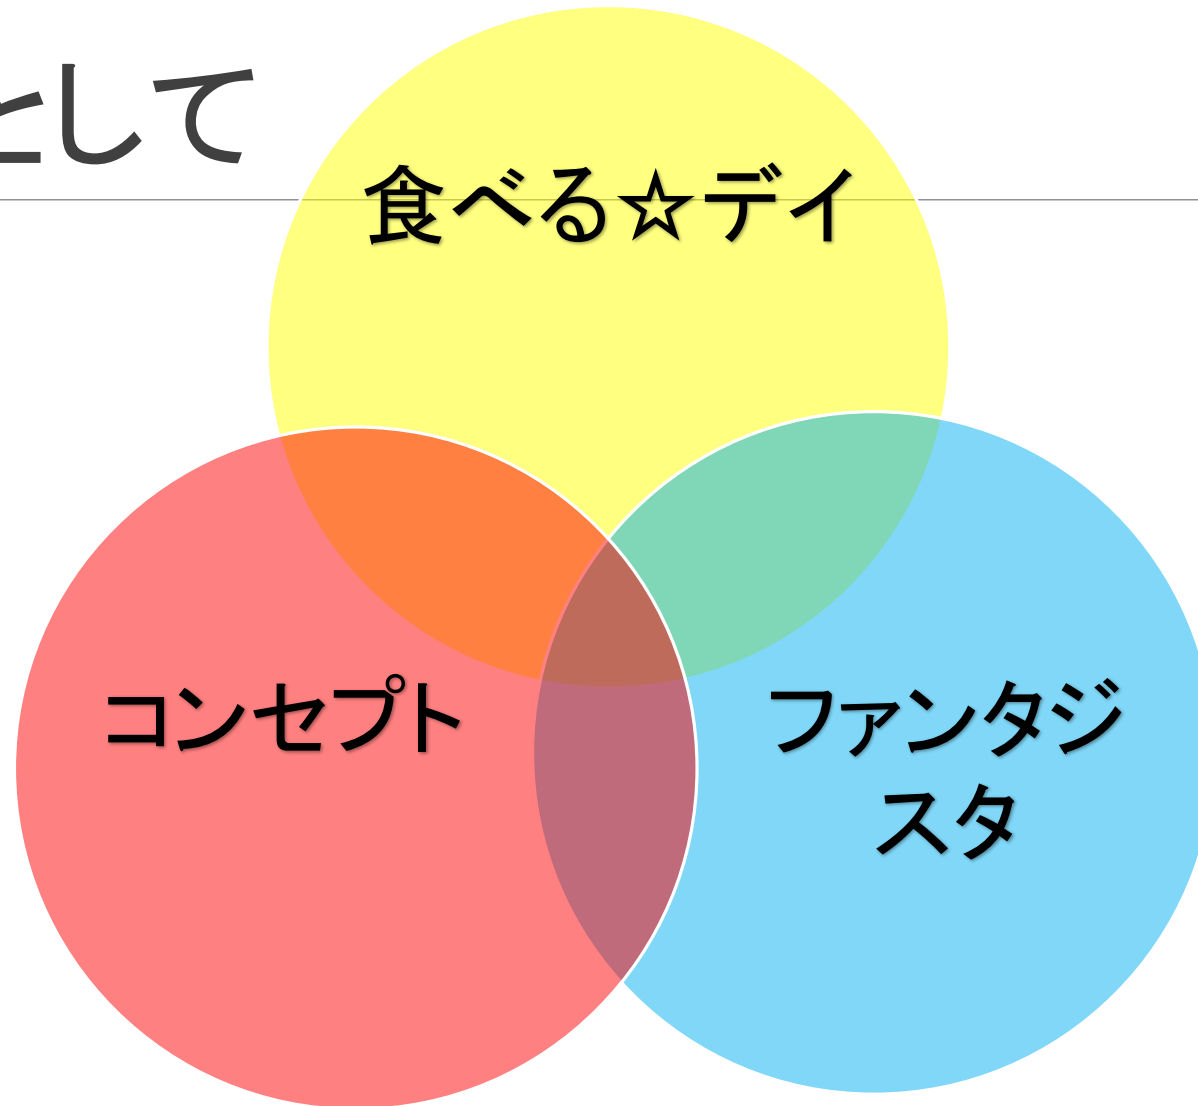 として
食べる☆デイ
コンセプト
ファンタジ
スタ